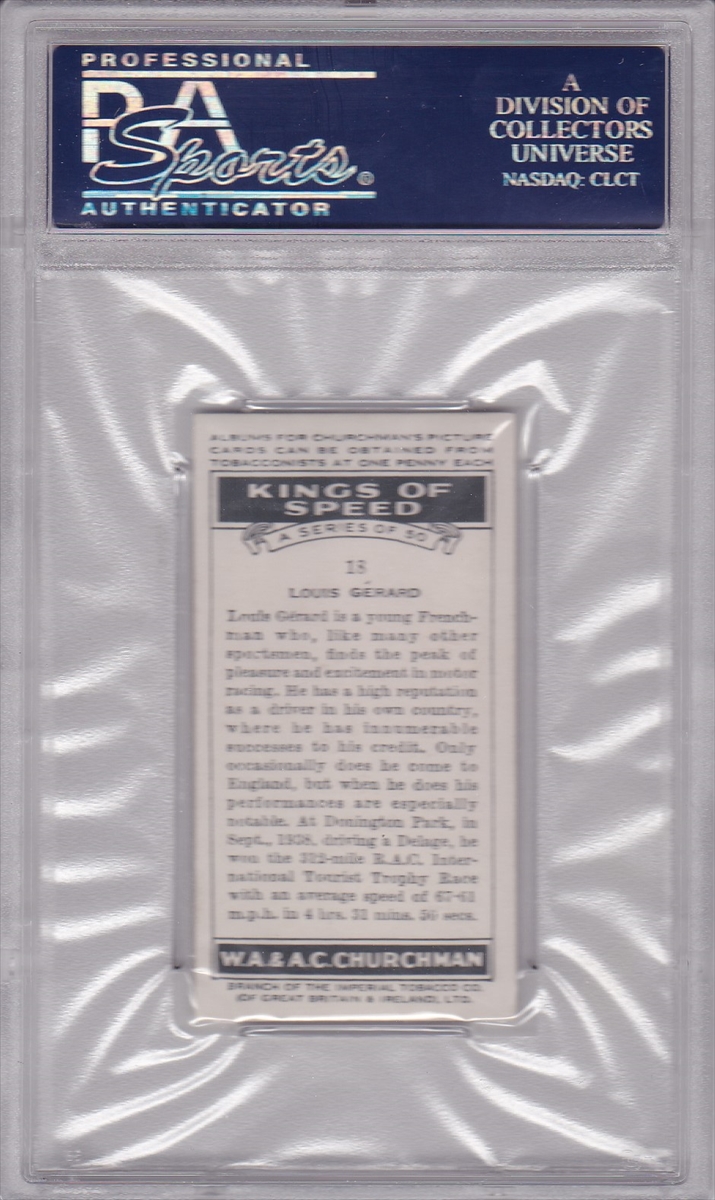 PROFESSIONAL
PSA
Sports®
AUTHENTICATOR
A
DIVISION OF
COLLECTORS
UNIVERSE
NASDAQ: CLCT
ALBUMS FOR CHURCHMAN'S PICTURE
CARDS CAN BE OBTAINED FROM
TOBACCONISTS AT ONE PENNY EACH
KINGS OF
SPEED
A SERIES OF 50
18
LOUIS GÉRARD
Louis Gérard is a young French-
man who, like many other
sportsmen, finds the peak of
pleasure and excitement in motor
racing. He has a high reputation
as a driver in his own country,
where he has innumerable
successes to his credit. Only
occasionally does he come to
England, but when he does his
performances are especially
notable. At Donington Park, in
Sept., 1938, driving a Delage, he
won the 312-mile R.A.C. Inter-
national Tourist Trophy Race
with an average speed of 67·61
m.p.h. in 4 hrs. 32 mins. 50 secs.
W.A.& A.C.CHURCHMAN
BRANCH OF THE IMPERIAL TOBACCO CO.
(OF GREAT BRITAIN & IRELAND), LTD.